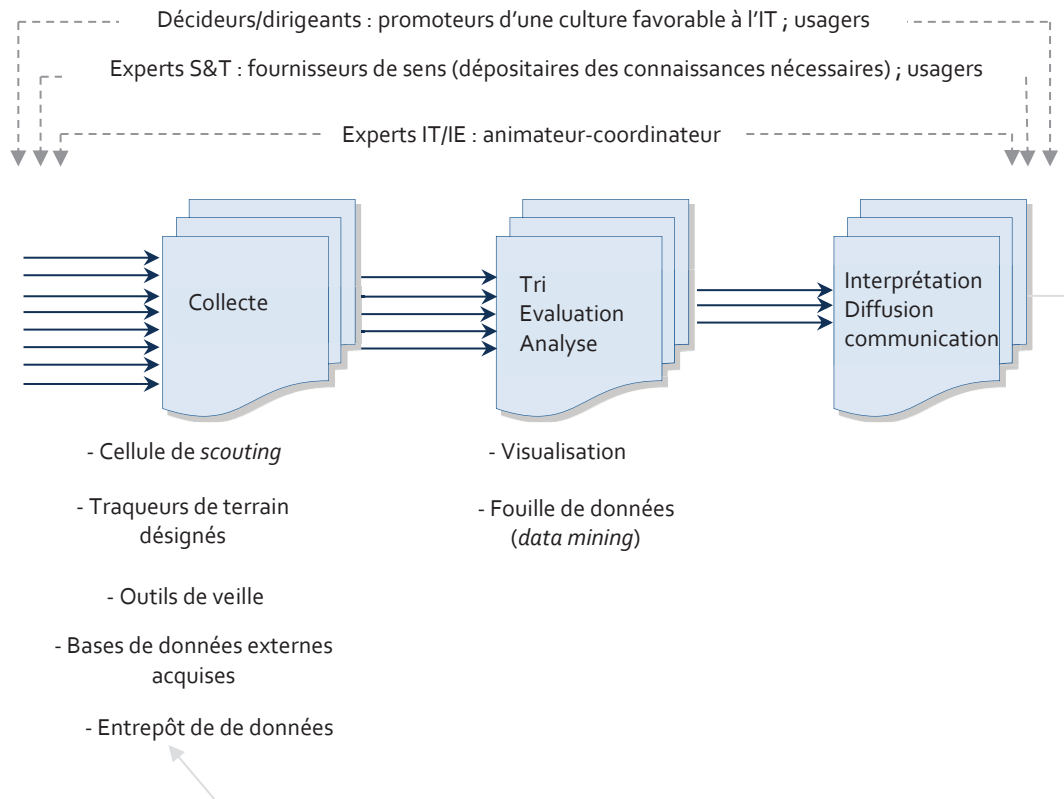 Décideurs/dirigeants : promoteurs d’une culture favorable à l’IT ; usagers
Experts S&T : fournisseurs de sens (dépositaires des connaissances nécessaires) ; usagers
Experts IT/IE : animateur-coordinateur
Collecte
Tri
Evaluation
Analyse
Interprétation
Diffusion
communication
- Cellule de scouting
- Traqueurs de terrain
désignés
- Outils de veille
- Bases de données externes
acquises
- Entrepôt de de données
- Visualisation
- Fouille de données
(data mining)